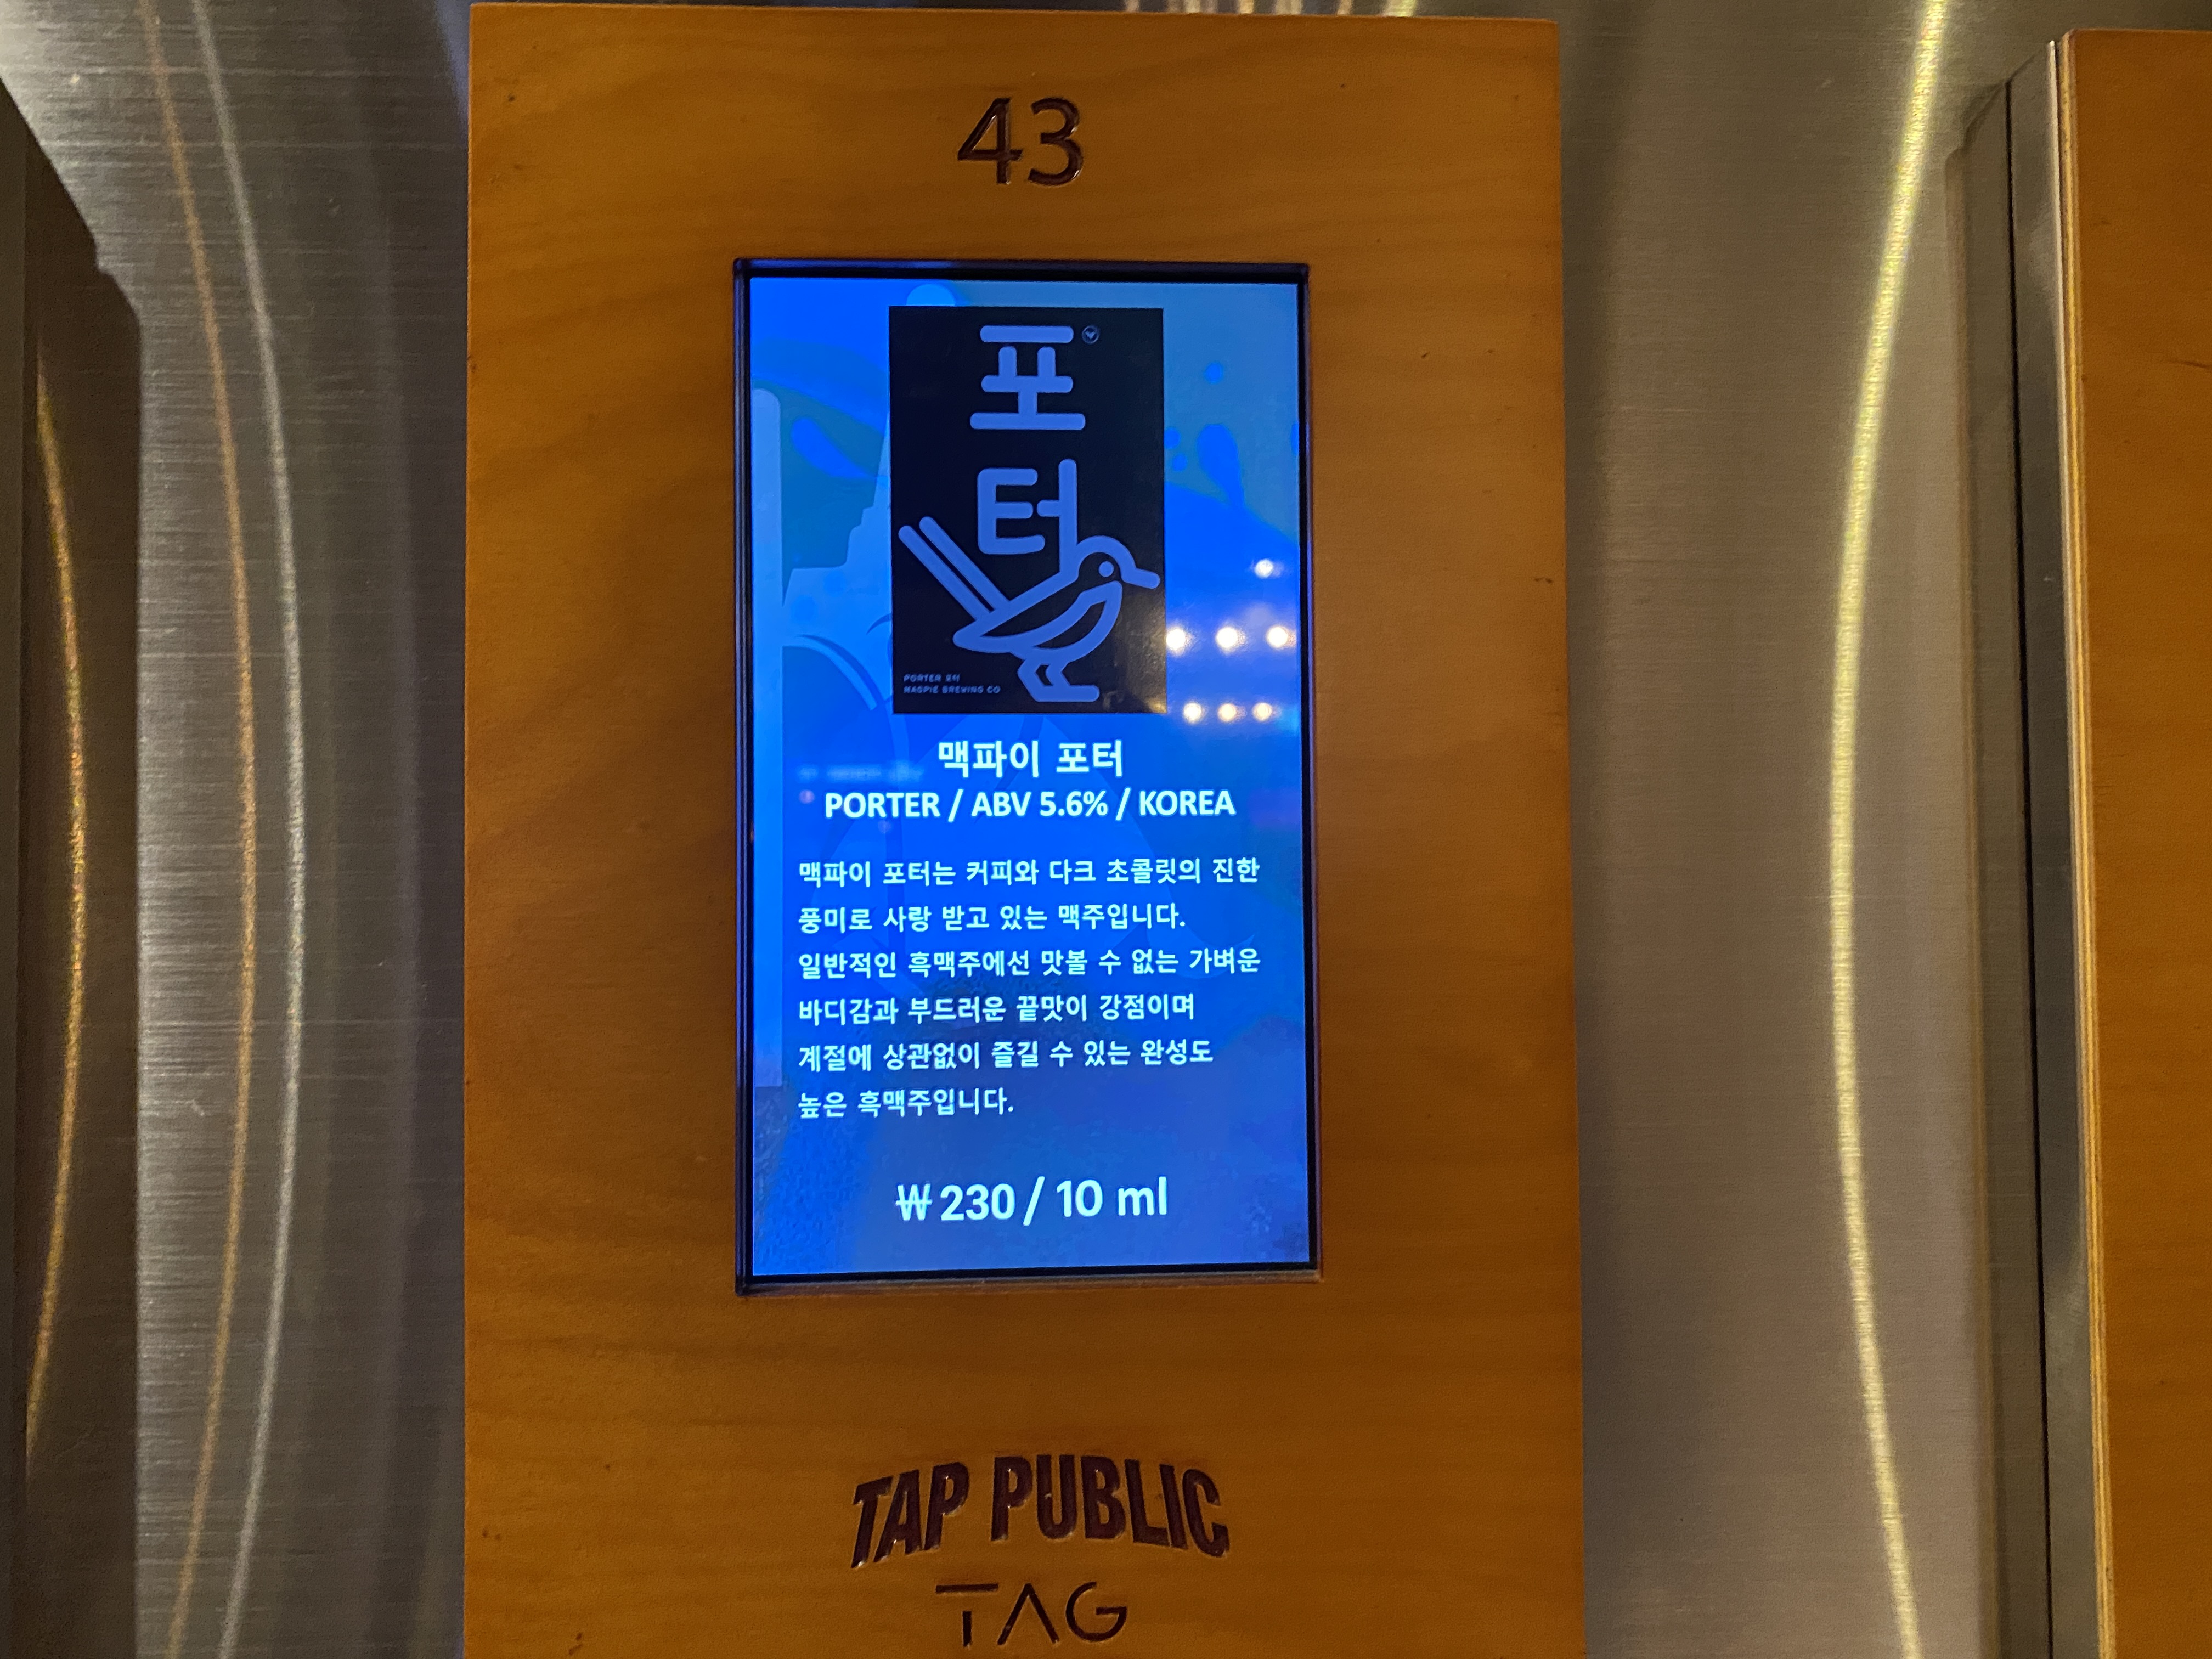 43
포
터
PORTER 포터
MAGPIE BREWING CO
맥파이 포터
PORTER / ABV 5.6% / KOREA
맥파이 포터는 커피와 다크 초콜릿의 진한
풍미로 사랑 받고 있는 맥주입니다.
일반적인 흑맥주에선 맛볼 수 없는 가벼운
바디감과 부드러운 끝맛이 강점이며
계절에 상관없이 즐길 수 있는 완성도
높은 흑맥주입니다.
₩ 230 / 10 ml
TAP PUBLIC
TAG